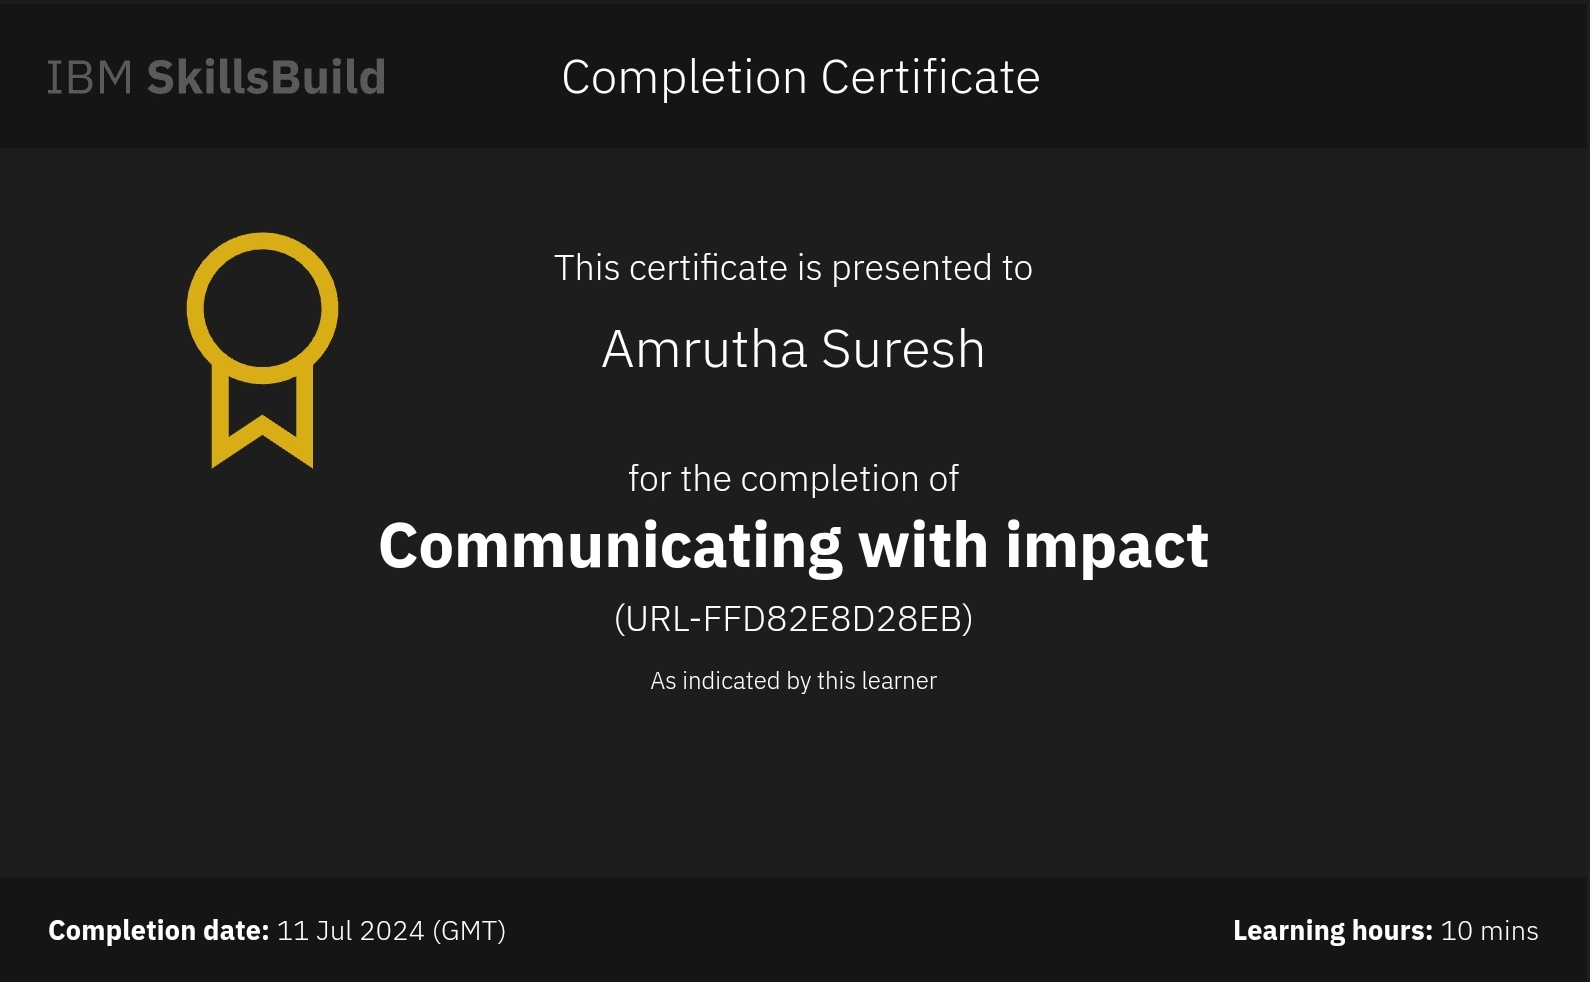 IBM SkillsBuild
Completion Certificate
This certificate is presented to
Amrutha Suresh
for the completion of
Communicating with impact
(URL-FFD82E8D28EB)
As indicated by this learner
Completion date: 11 Jul 2024 (GMT)
Learning hours: 10 mins